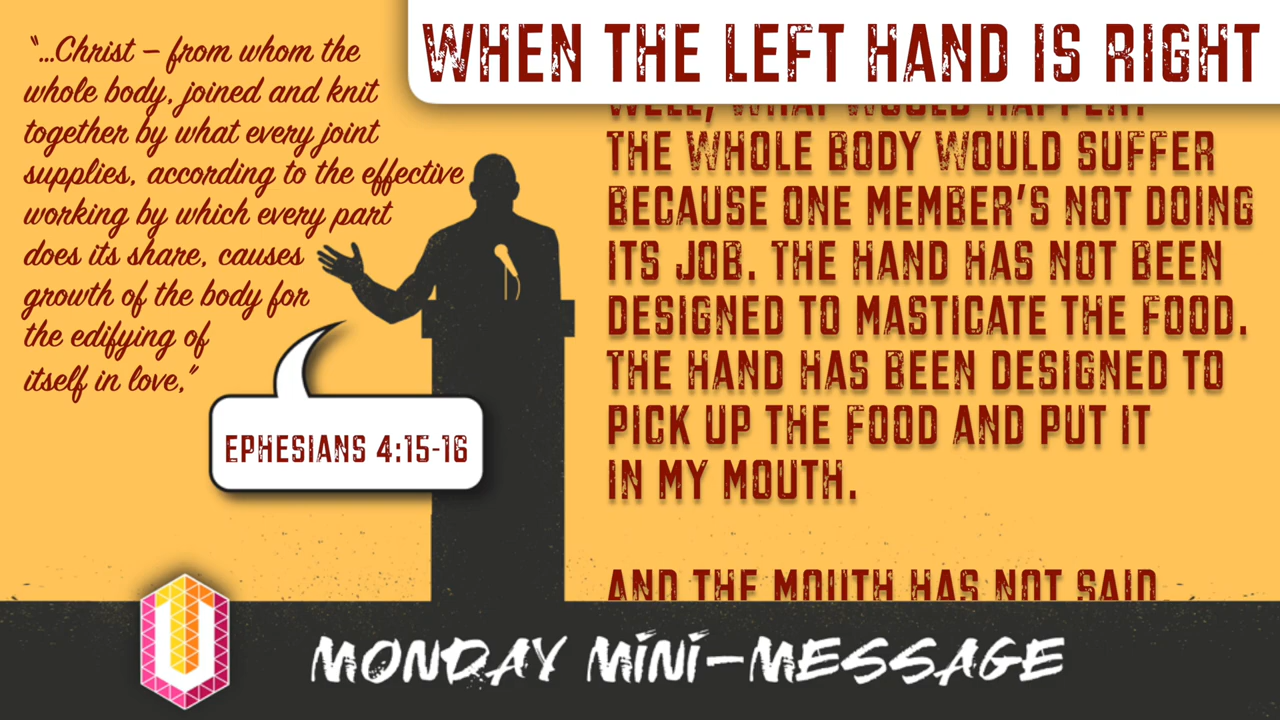 WHEN THE LEFT HAND IS RIGHT
“...Christ – from whom the
whole body, joined and knit
together by what every joint
supplies, according to the effective
working by which every part
does its share, causes
growth of the body for
the edifying of
itself in love,”
EPHESIANS 4:15-16
WELL, WHAT WOULD HAPPEN?
THE WHOLE BODY WOULD SUFFER
BECAUSE ONE MEMBER’S NOT DOING
ITS JOB. THE HAND HAS NOT BEEN
DESIGNED TO MASTICATE THE FOOD.
THE HAND HAS BEEN DESIGNED TO
PICK UP THE FOOD AND PUT IT
IN MY MOUTH.
AND THE MOUTH HAS NOT SAID
U
MONDAY MINI-MESSAGE